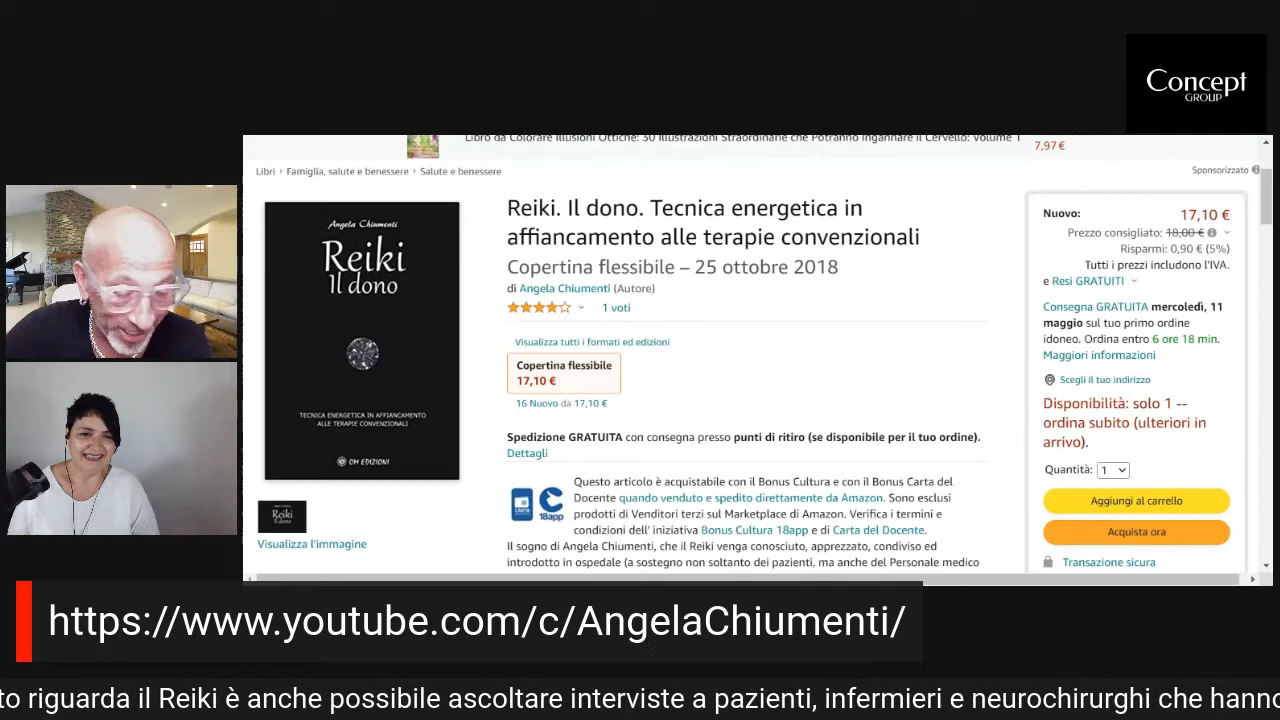 Concept
GROUP
Libro da Colorare Illusioni Ottiche: 30 Illustrazioni Straordinarie che Potranno Ingannare il Cervello: Volume 1
7,97 €
Libri › Famiglia, salute e benessere › Salute e benessere
Sponsorizzato
Angela Chiumenti
Reiki
Il dono
TECNICA ENERGETICA IN AFFIANCAMENTO
ALLE TERAPIE CONVENZIONALI
OM EDIZIONI
Reiki
Il dono
Visualizza l'immagine
Reiki. Il dono. Tecnica energetica in
affiancamento alle terapie convenzionali
Copertina flessibile – 25 ottobre 2018
di Angela Chiumenti (Autore)
1 voti
Visualizza tutti i formati ed edizioni
Copertina flessibile
17,10 €
16 Nuovo da 17,10 €
Spedizione GRATUITA con consegna presso punti di ritiro (se disponibile per il tuo ordine).
Dettagli
CARTA
18app
Questo articolo è acquistabile con il Bonus Cultura e con il Bonus Carta del
Docente quando venduto e spedito direttamente da Amazon. Sono esclusi
prodotti di Venditori terzi sul Marketplace di Amazon. Verifica i termini e
condizioni dell' iniziativa Bonus Cultura 18app e di Carta del Docente.
Il sogno di Angela Chiumenti, che il Reiki venga conosciuto, apprezzato, condiviso ed
introdotto in ospedale (a sostegno non soltanto dei pazienti, ma anche del Personale medico
Nuovo: 17,10 €
Prezzo consigliato: 18,00 €
Risparmi: 0,90 € (5%)
Tutti i prezzi includono l'IVA.
e Resi GRATUITI
Consegna GRATUITA mercoledì, 11
maggio sul tuo primo ordine
idoneo. Ordina entro 6 ore 18 min.
Maggiori informazioni
Scegli il tuo indirizzo
Disponibilità: solo 1 --
ordina subito (ulteriori in
arrivo).
Quantità: 1
Aggiungi al carrello
Acquista ora
Transazione sicura
https://www.youtube.com/c/AngelaChiumenti/
to riguarda il Reiki è anche possibile ascoltare interviste a pazienti, infermieri e neurochirurghi che hanno